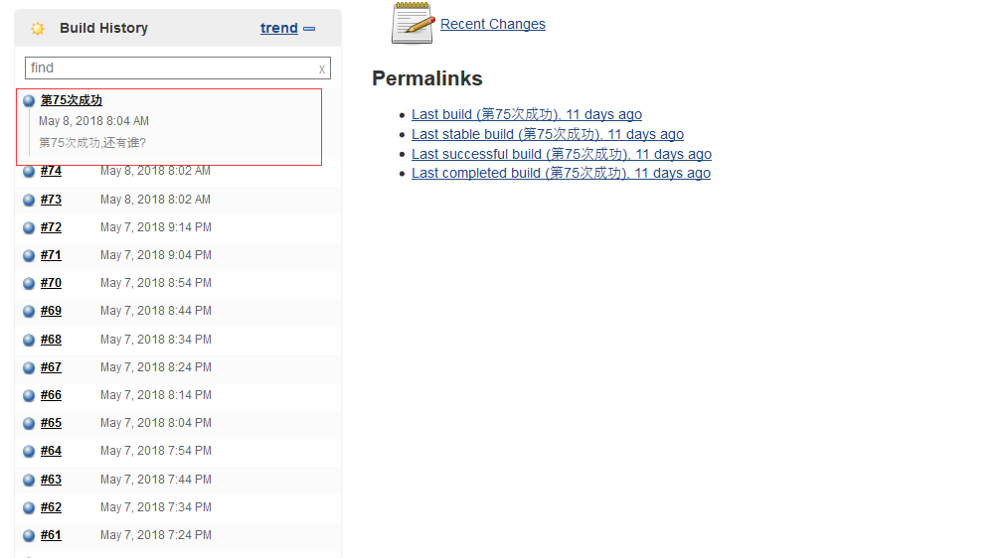 Build History trend
find x
第75次成功
May 8, 2018 8:04 AM
第75次成功,还有谁?
#74 May 8, 2018 8:02 AM
#73 May 8, 2018 8:02 AM
#72 May 7, 2018 9:14 PM
#71 May 7, 2018 9:04 PM
#70 May 7, 2018 8:54 PM
#69 May 7, 2018 8:44 PM
#68 May 7, 2018 8:34 PM
#67 May 7, 2018 8:24 PM
#66 May 7, 2018 8:14 PM
#65 May 7, 2018 8:04 PM
#64 May 7, 2018 7:54 PM
#63 May 7, 2018 7:44 PM
#62 May 7, 2018 7:34 PM
#61 May 7, 2018 7:24 PM
Recent Changes
Permalinks
Last build (第75次成功), 11 days ago
Last stable build (第75次成功), 11 days ago
Last successful build (第75次成功), 11 days ago
Last completed build (第75次成功), 11 days ago